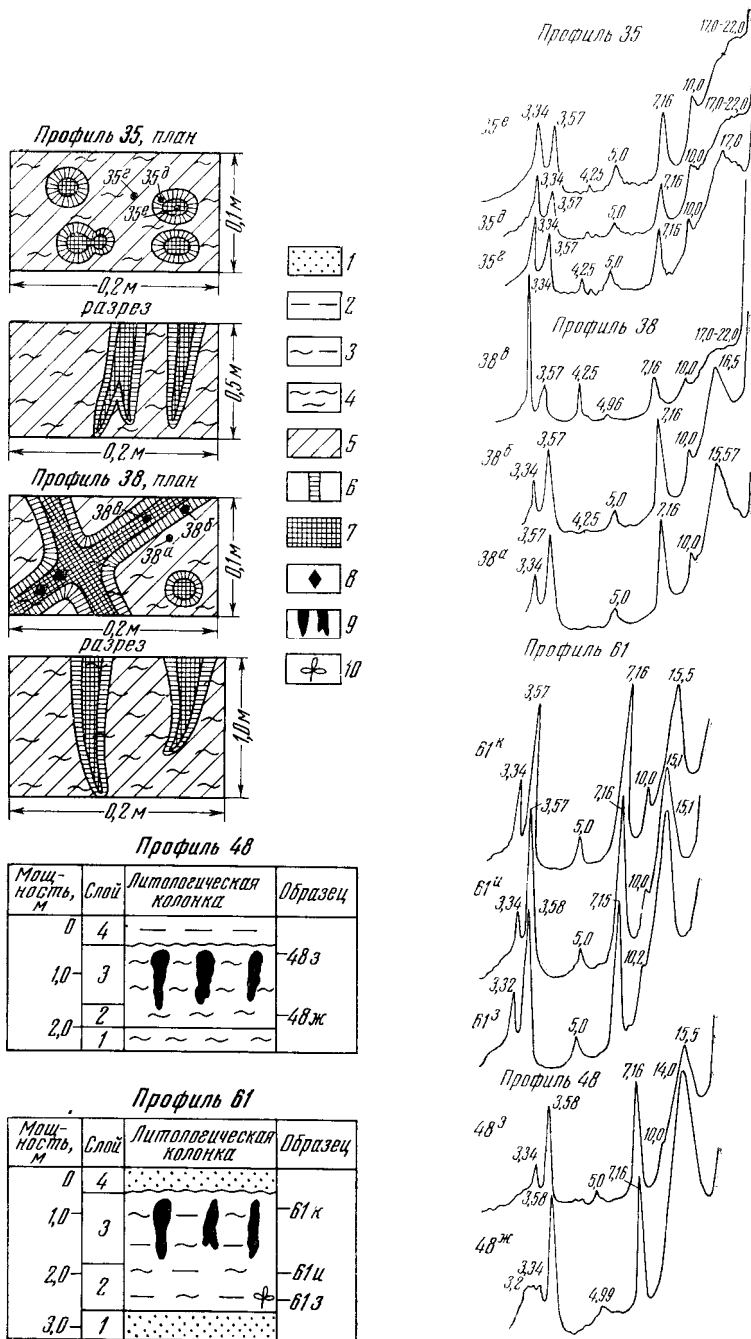 Профиль 35, план
35г
35д
35е
0,1 м
0,2 м
разрез
0,5 м
0,2 м
Профиль 38, план
38в
38б
38а
0,1 м
0,2 м
разрез
1,0 м
0,2 м
1
2
3
4
5
6
7
8
9
10
Профиль 48
Мощ-
ность,
м
Слой
Литологическая
колонка
Образец
0
4
1,0
3
48з
2
48ж
2,0
1
Профиль 61
Мощ-
ность,
м
Слой
Литологическая
колонка
Образец
0
4
1,0
3
61к
2,0
2
61и
61з
3,0
1
Профиль 35
17,0-22,0
10,0
7,16
3,34 3,57
4,25
5,0
35е
17,0-22,0
10,0
7,16
3,34
3,57
5,0
35д
17,0
10,0
7,16
3,34
3,57
4,25
5,0
35г
Профиль 38
3,34
3,57
4,25
4,96
7,16
10,0
17,0-22,0
38в
3,34
3,57
4,25
5,0
7,16
10,0
16,5
38б
3,34
3,57
5,0
7,16
10,0
15,57
38а
Профиль 61
3,34
3,57
5,0
7,16
10,0
15,5
61к
3,34
3,57
5,0
7,16
10,0
15,1
61и
3,32
3,58
5,0
7,15
10,2
15,1
61з
Профиль 48
3,34
3,58
5,0
7,16
10,0
15,5
48з
3,2
3,34
3,58
4,99
7,16
14,0
48ж